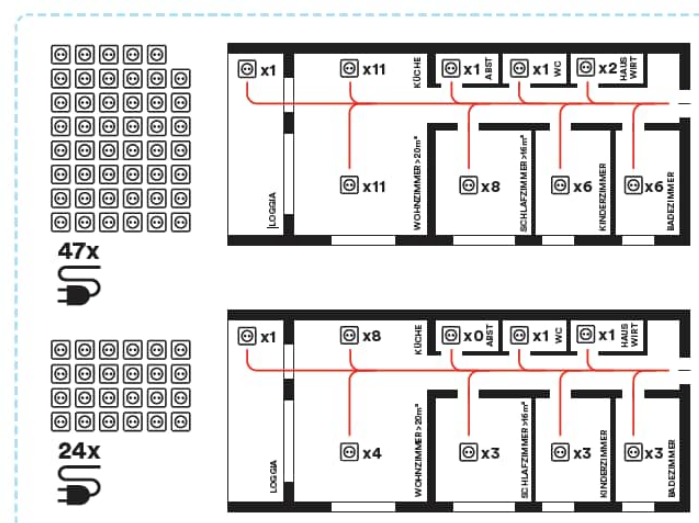 x1
x11
KÜCHE
x1
ABST
x1
WC
x2
HAUS
WIRT
47x
LOGGIA
x11
WOHNZIMMER >20m²
x8
SCHLAFZIMMER >16m²
x6
KINDERZIMMER
x6
BADEZIMMER
x1
x8
KÜCHE
x0
ABST
x1
WC
x1
HAUS
WIRT
24x
LOGGIA
x4
WOHNZIMMER >20m²
x3
SCHLAFZIMMER >16m²
x3
KINDERZIMMER
x3
BADEZIMMER